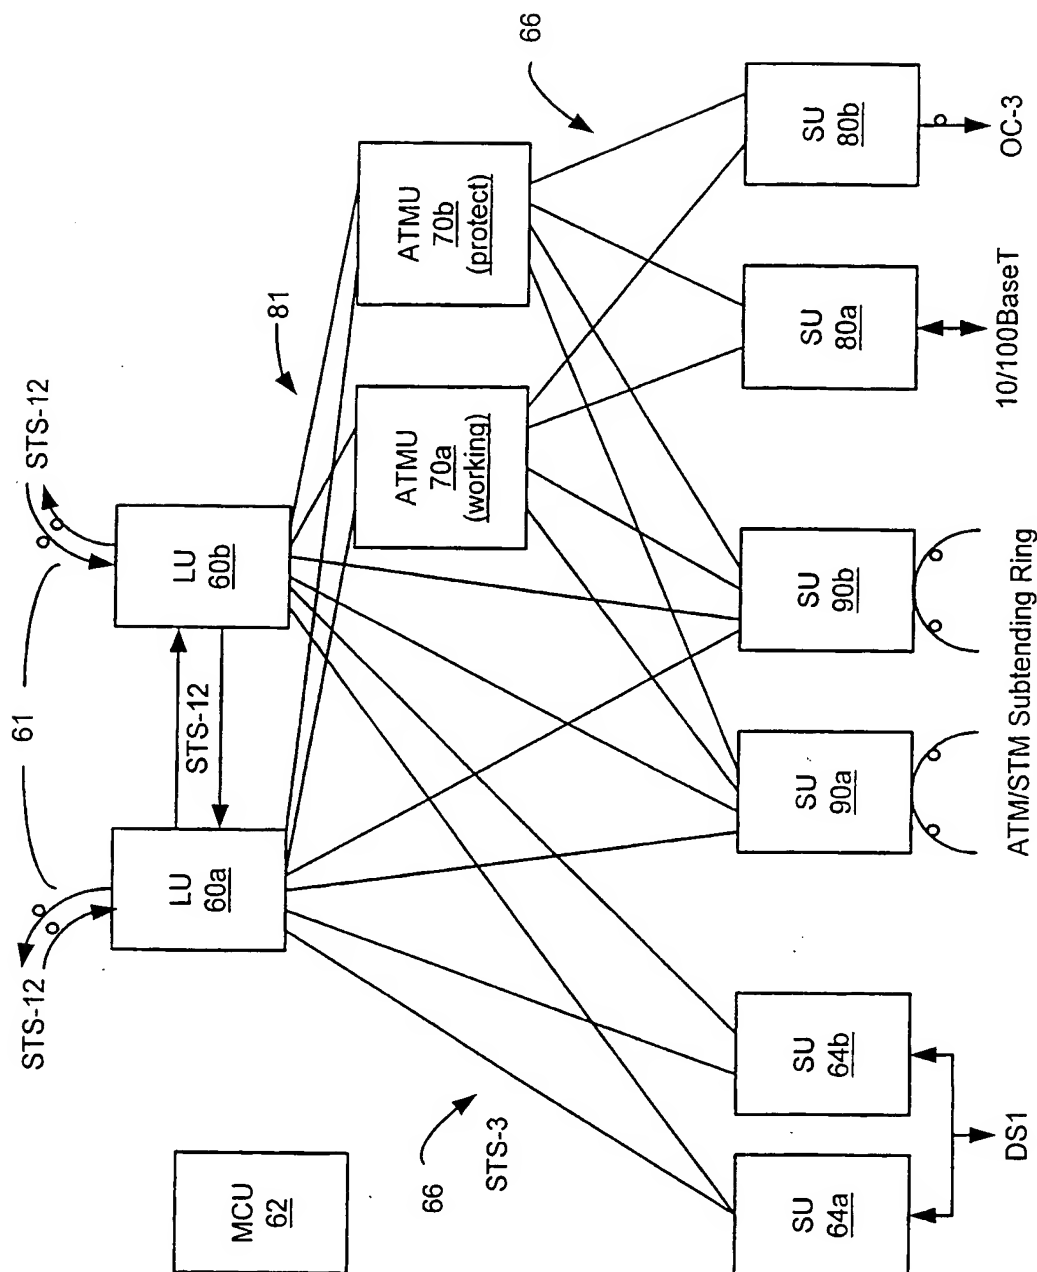 61
STS-12
STS-12
LU
60a
STS-12
LU
60b
81
66
MCU
62
66
STS-3
ATMU
70a
(working)
ATMU
70b
(protect)
SU
64a
SU
64b
SU
90a
SU
90b
SU
80a
SU
80b
DS1
ATM/STM Subtending Ring
10/100BaseT
OC-3